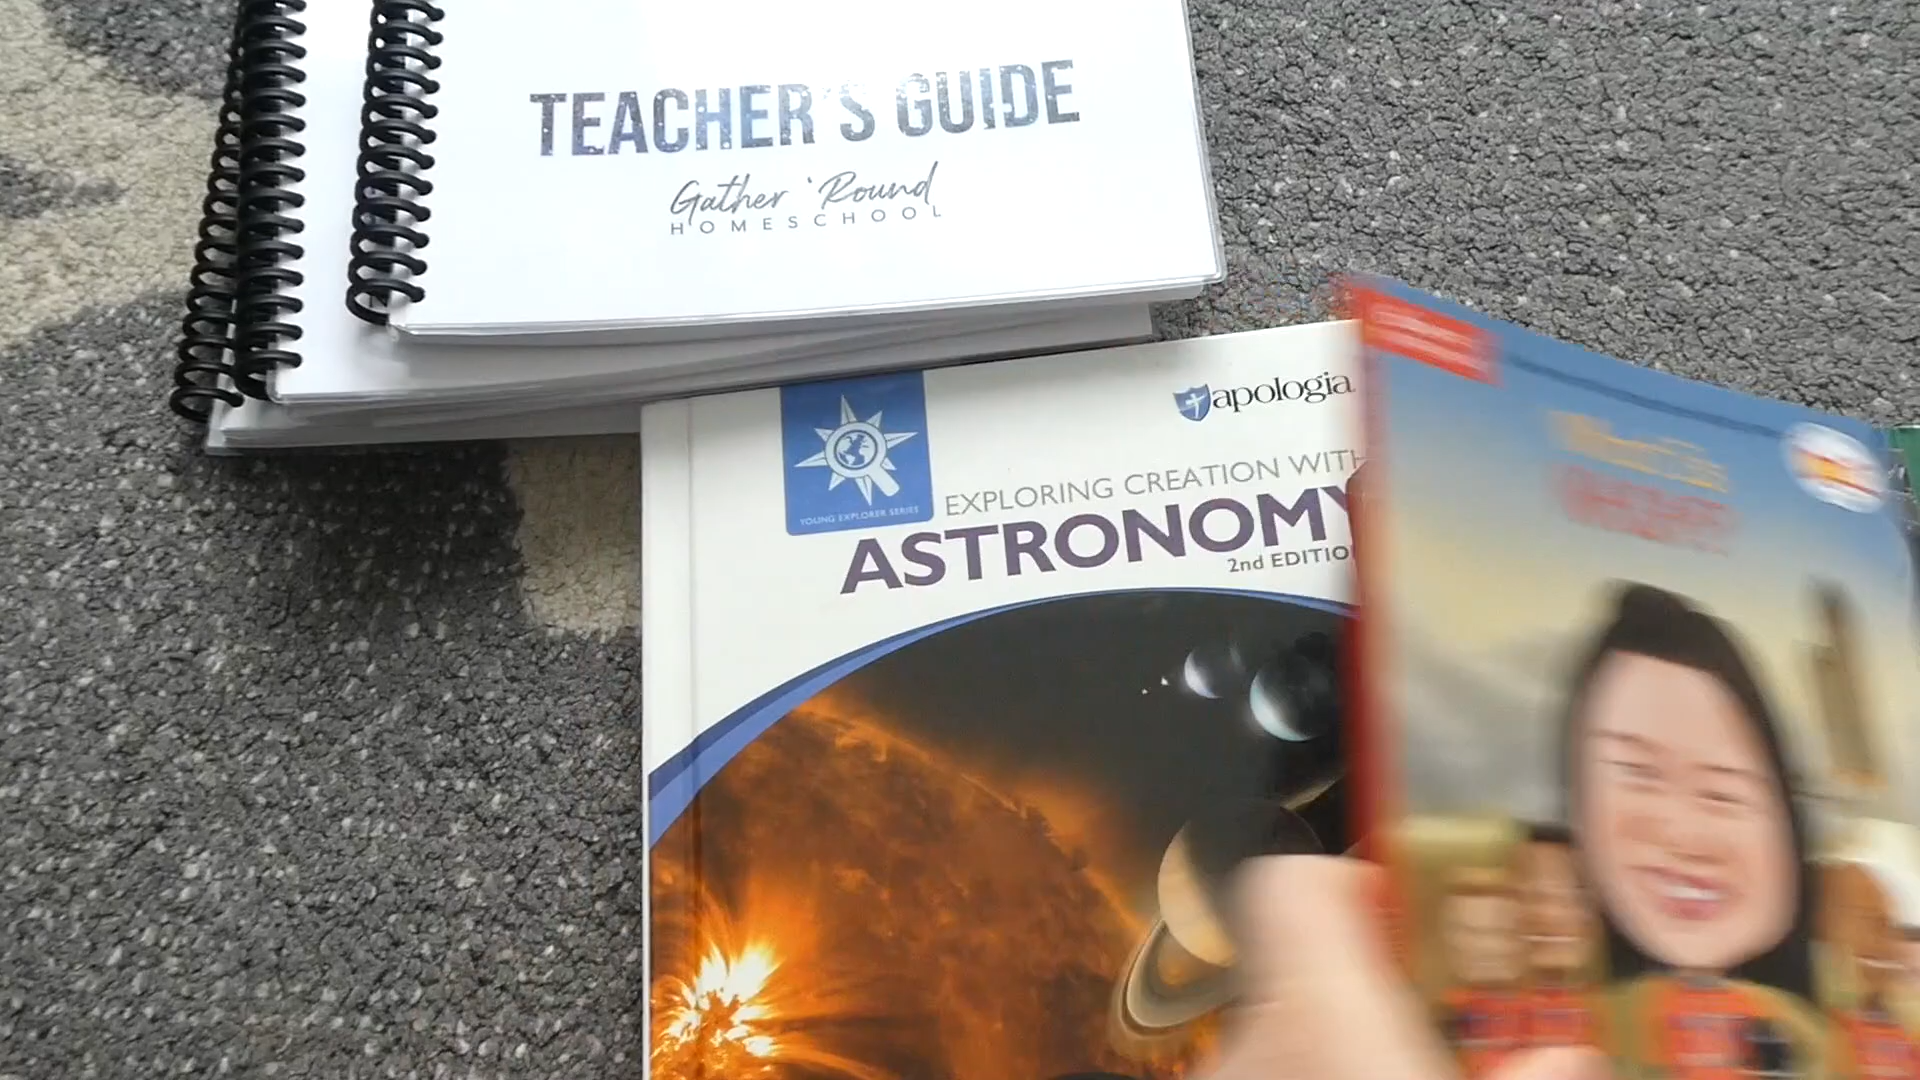 TEACHER'S GUIDE
Gather 'Round
HOMESCHOOL
apologia
YOUNG EXPLORER SERIES
EXPLORING CREATION WITH
ASTRONOMY
2nd EDITION